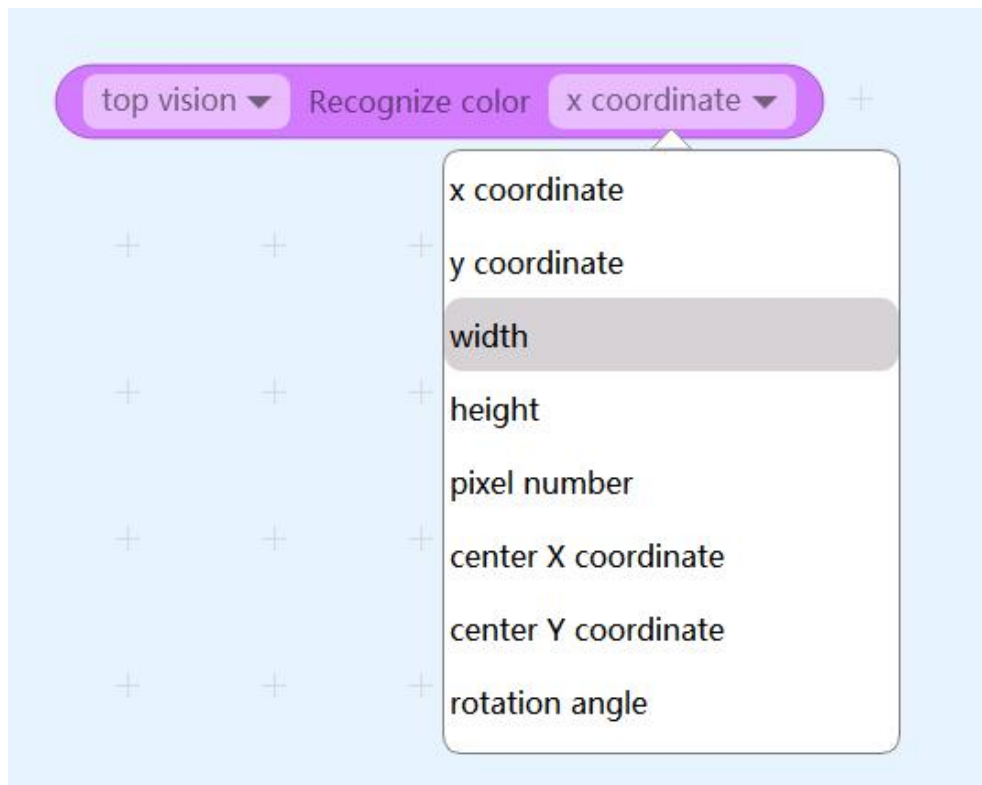 top vision Recognize color x coordinate
x coordinate
y coordinate
width
height
pixel number
center X coordinate
center Y coordinate
rotation angle